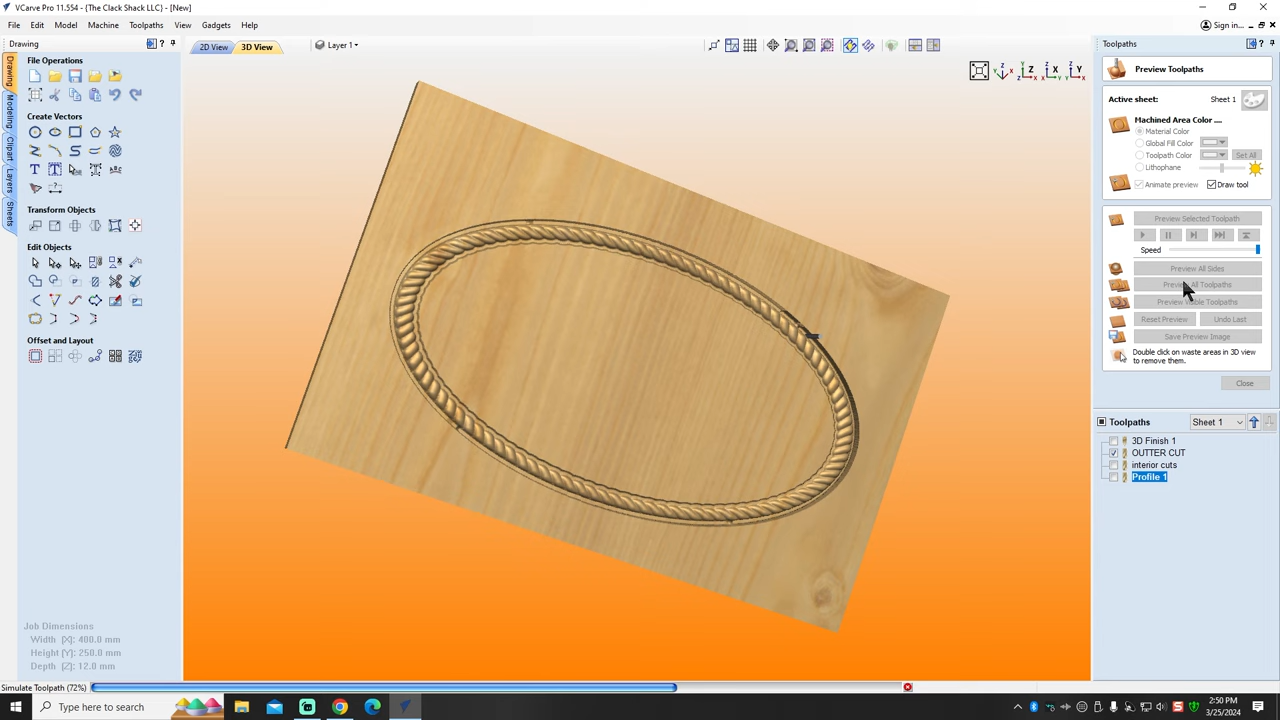 VCarve Pro 11.554 - {The Clack Shack LLC} - [New]
File Edit Model Machine Toolpaths View Gadgets Help
Sign in...
Drawing
2D View
3D View
Layer 1
Toolpaths
Drawing
Modeling
Clipart
Layers
Sheets
File Operations
Create Vectors
Transform Objects
Edit Objects
Offset and Layout
Job Dimensions
Width (X): 400.0 mm
Height (Y): 250.0 mm
Depth (Z): 12.0 mm
Z
X
Y
Z
X
Y
Preview Toolpaths
Active sheet: Sheet 1
Machined Area Color ....
Material Color
Global Fill Color
Toolpath Color Set All
Lithophane
Animate preview Draw tool
Preview Selected Toolpath
Speed
Preview All Sides
Preview All Toolpaths
Preview Visible Toolpaths
Reset Preview Undo Last
Save Preview Image
Double click on waste areas in 3D view
to remove them.
Close
Toolpaths Sheet 1
3D Finish 1
OUTTER CUT
interior cuts
Profile 1
Simulate Toolpath (72%)
Type here to search
2:50 PM
3/25/2024